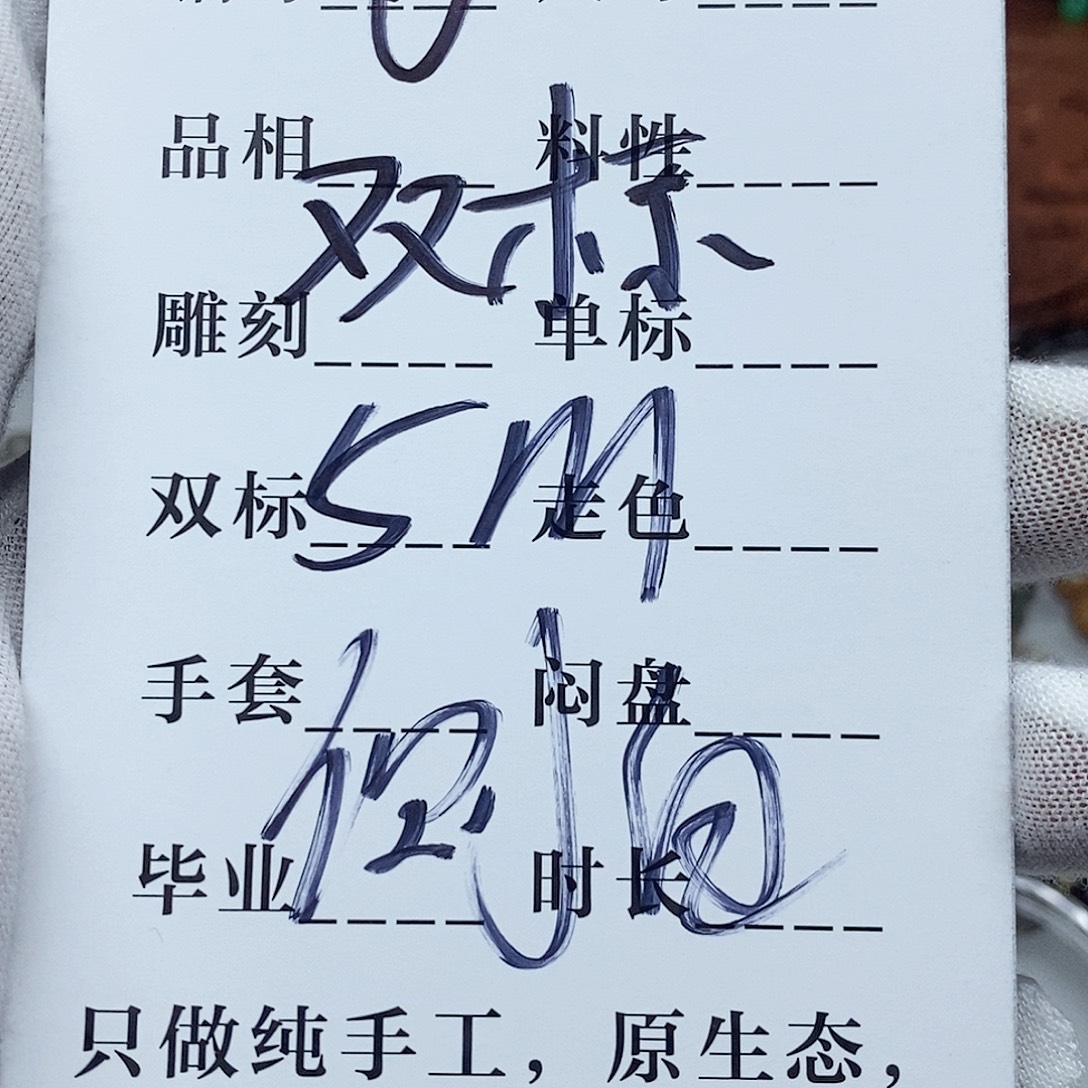 品相____ 料性____
双标
雕刻____ 单标____
SM
双标____ 走色____
手套____ 闷盘____
毕业____ 时长____
只做纯手工，原生态，